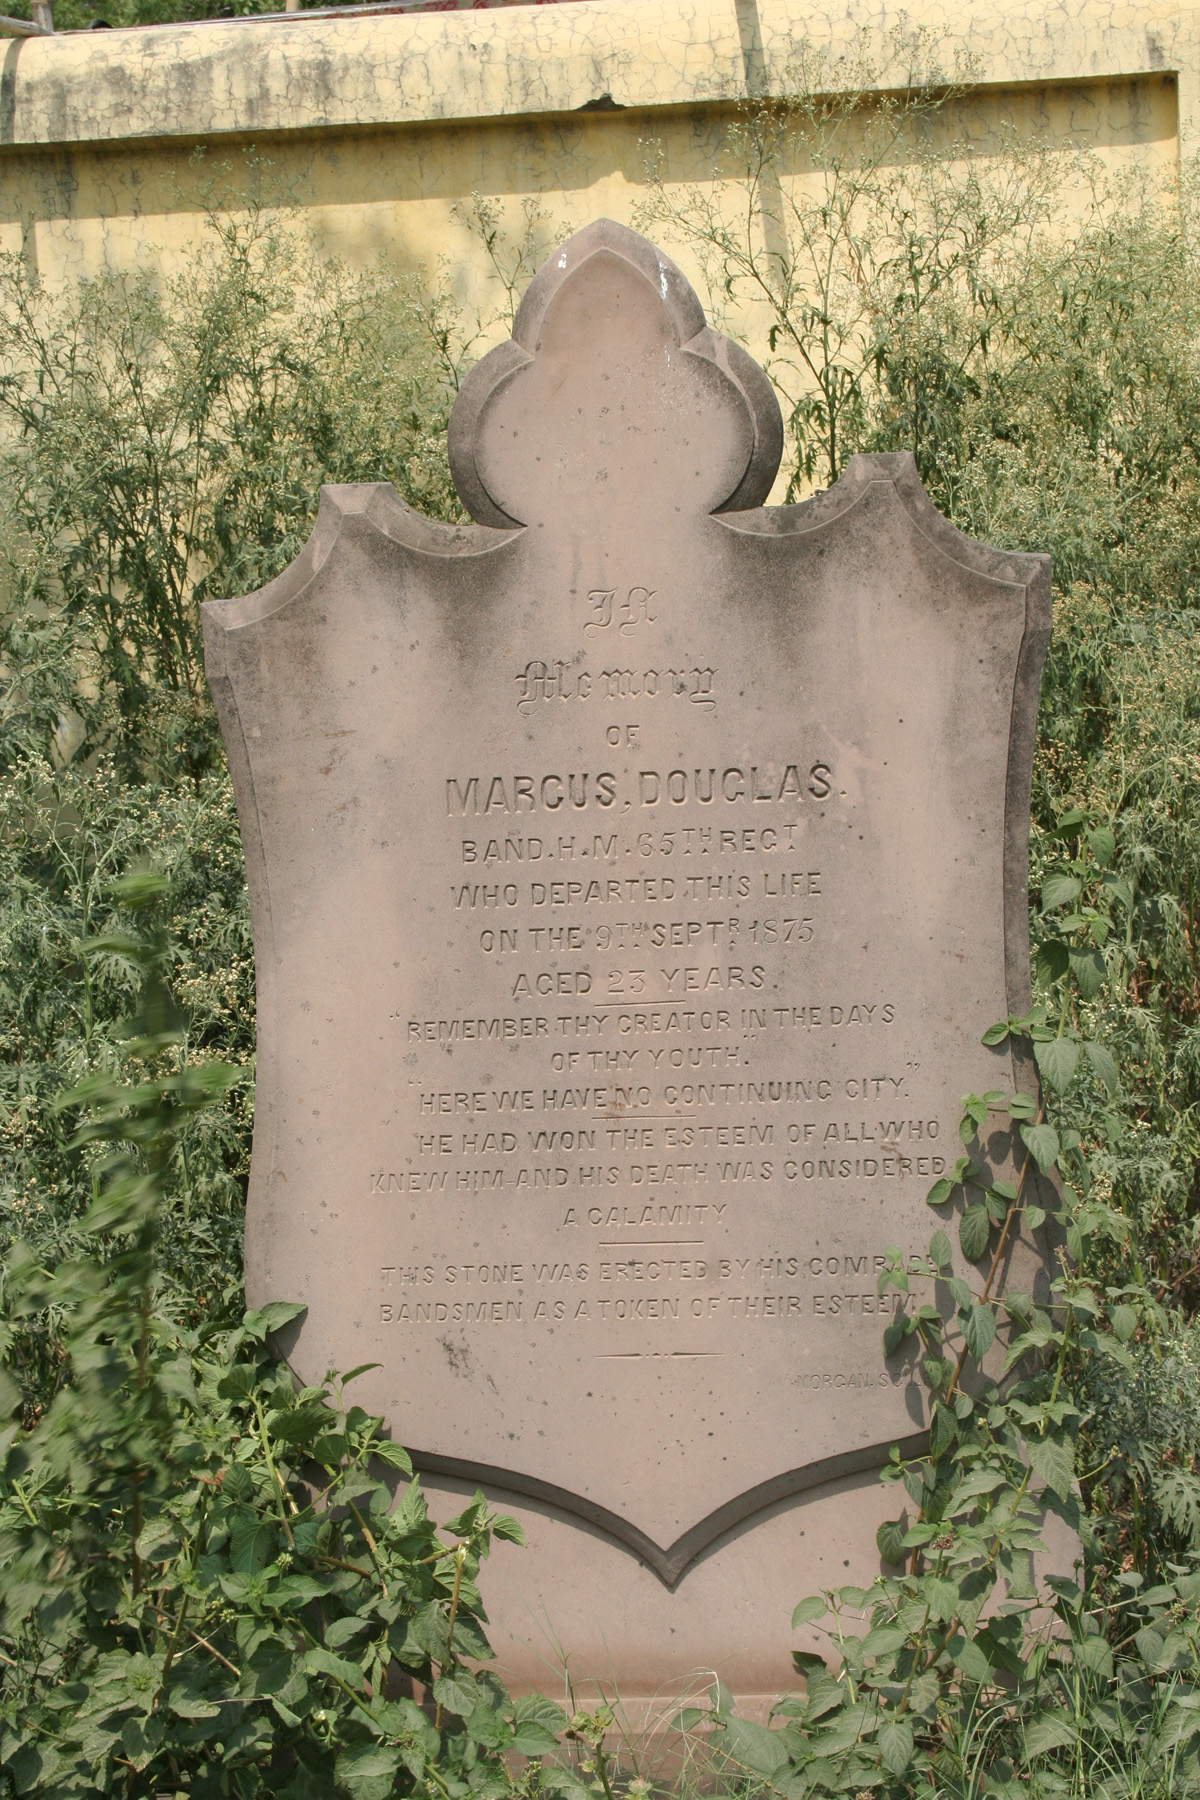 In
Memory
OF
MARCUS, DOUGLAS.
BAND. H. M. 65TH REGT
WHO DEPARTED THIS LIFE
ON THE 9TH SEPTR 1875
AGED 23 YEARS.
"REMEMBER THY CREATOR IN THE DAYS
OF THY YOUTH."
"HERE WE HAVE NO CONTINUING CITY."
HE HAD WON THE ESTEEM OF ALL WHO
KNEW HIM-AND HIS DEATH WAS CONSIDERED
A CALAMITY
THIS STONE WAS ERECTED BY HIS COMRADE
BANDSMEN AS A TOKEN OF THEIR ESTEEM
MORGAN.